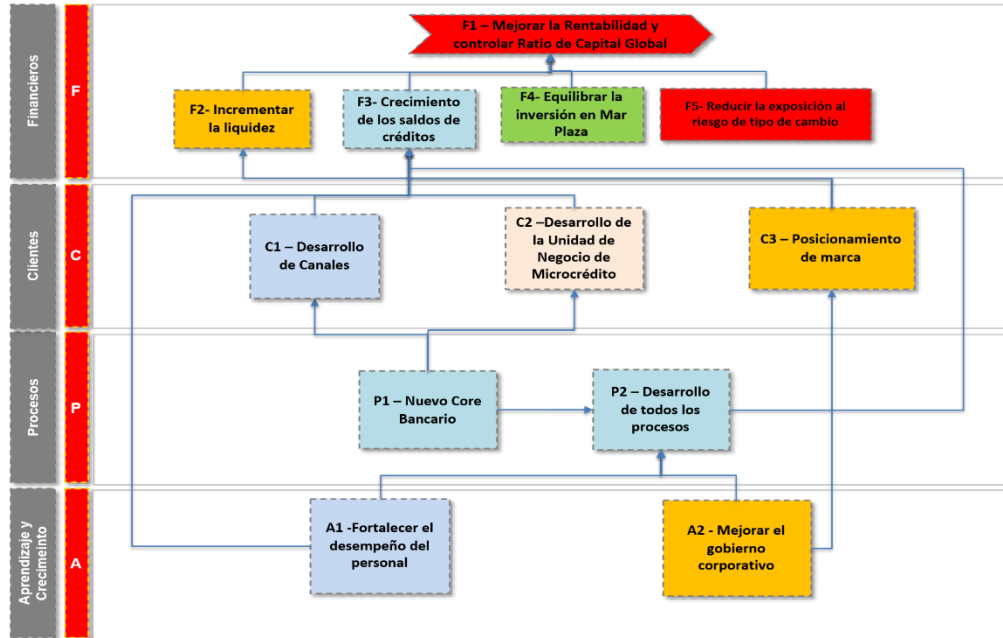 Financieros
F
F1 – Mejorar la Rentabilidad y
controlar Ratio de Capital Global
F2- Incrementar
la liquidez
F3- Crecimiento
de los saldos de
créditos
F4- Equilibrar la
inversión en Mar
Plaza
F5- Reducir la exposición al
riesgo de tipo de cambio
Clientes
C
C1 – Desarrollo
de Canales
C2 –Desarrollo de
la Unidad de
Negocio de
Microcrédito
C3 – Posicionamiento
de marca
Procesos
P
P1 – Nuevo Core
Bancario
P2 – Desarrollo
de todos los
procesos
Aprendizaje y
Crecimeinto
A
A1 -Fortalecer el
desempeño del
personal
A2 - Mejorar el
gobierno
corporativo